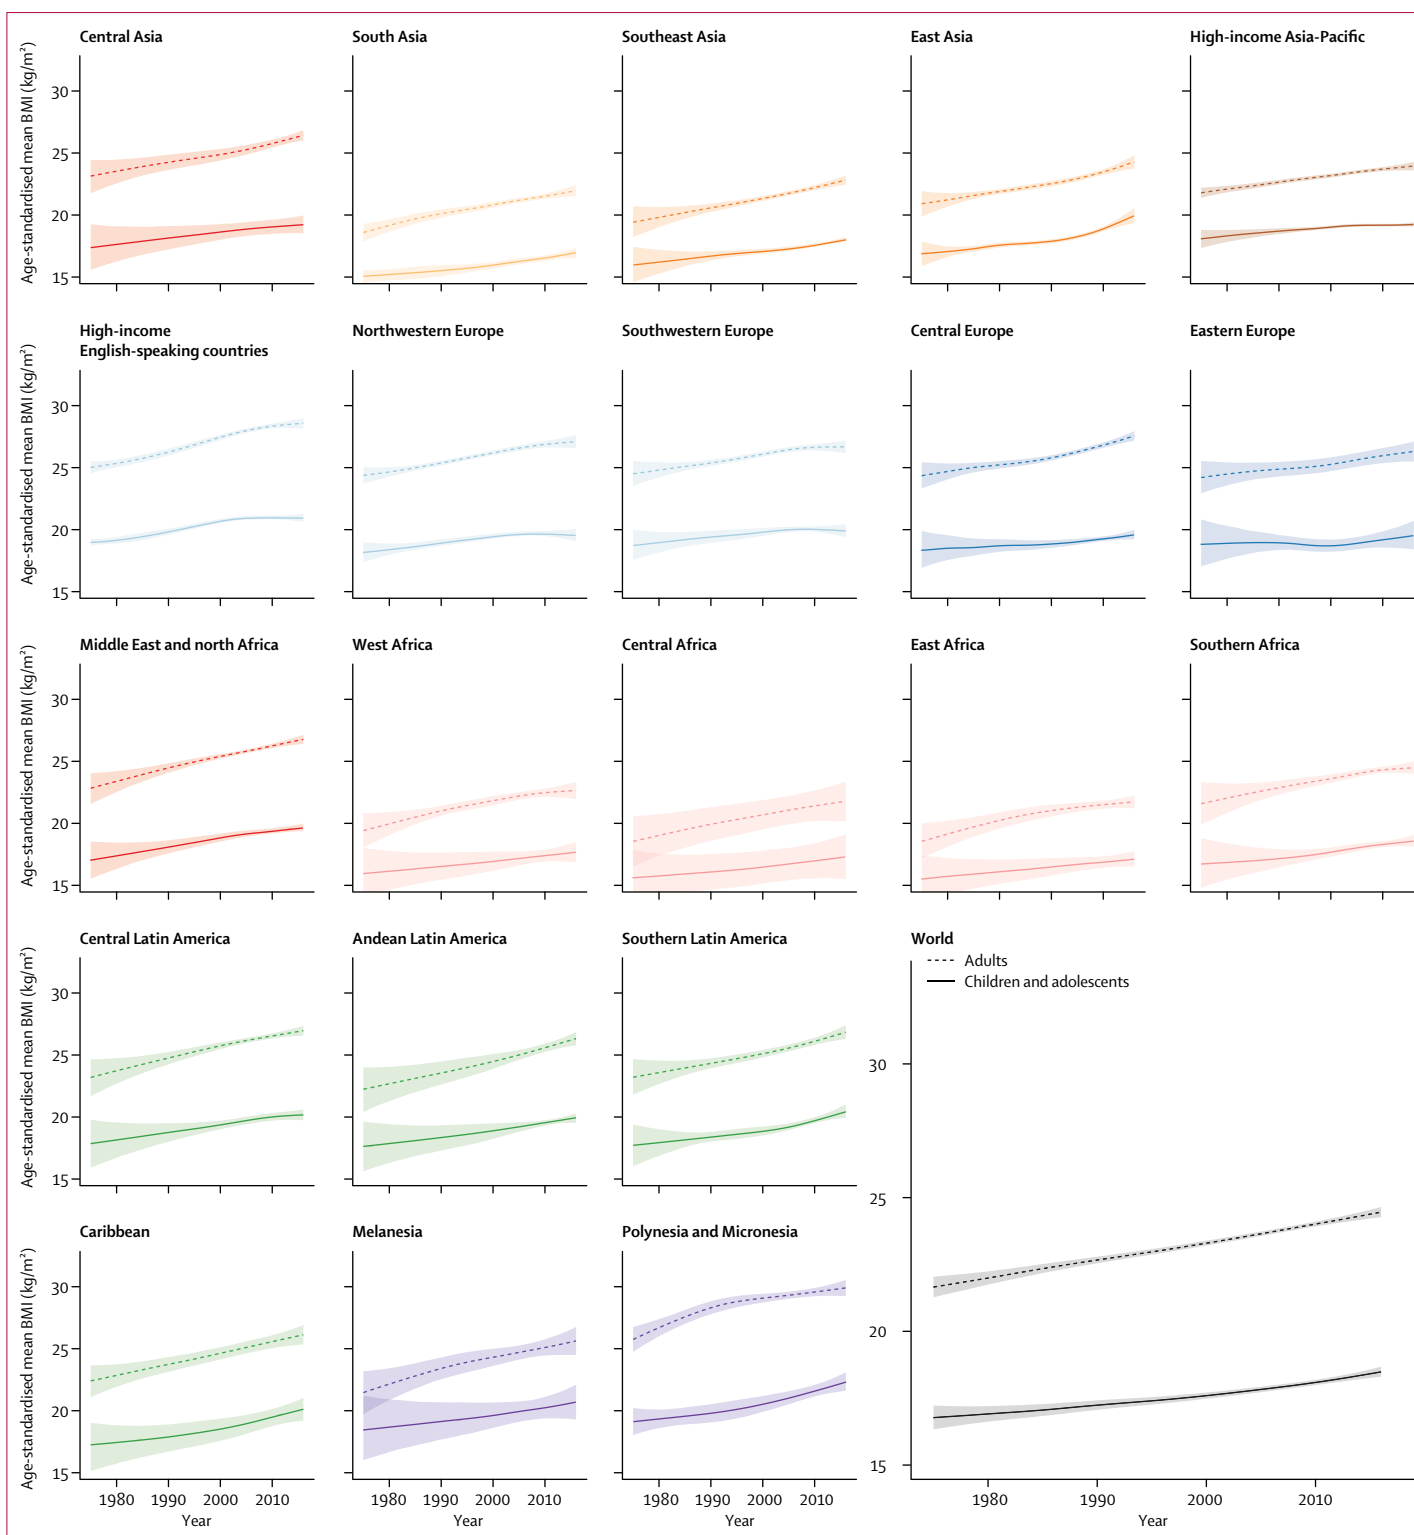 Central Asia
South Asia
Southeast Asia
East Asia
High-income Asia-Pacific
Age-standardised mean BMI (kg/m²)
30
25
20
15
High-income
English-speaking countries
Northwestern Europe
Southwestern Europe
Central Europe
Eastern Europe
Age-standardised mean BMI (kg/m²)
30
25
20
15
Middle East and north Africa
West Africa
Central Africa
East Africa
Southern Africa
Age-standardised mean BMI (kg/m²)
30
25
20
15
Central Latin America
Andean Latin America
Southern Latin America
World
Adults
Children and adolescents
Age-standardised mean BMI (kg/m²)
30
25
20
15
30
25
20
15
Caribbean
Melanesia
Polynesia and Micronesia
Age-standardised mean BMI (kg/m²)
30
25
20
15
1980 1990 2000 2010
Year
1980 1990 2000 2010
Year
1980 1990 2000 2010
Year
1980 1990 2000 2010
Year